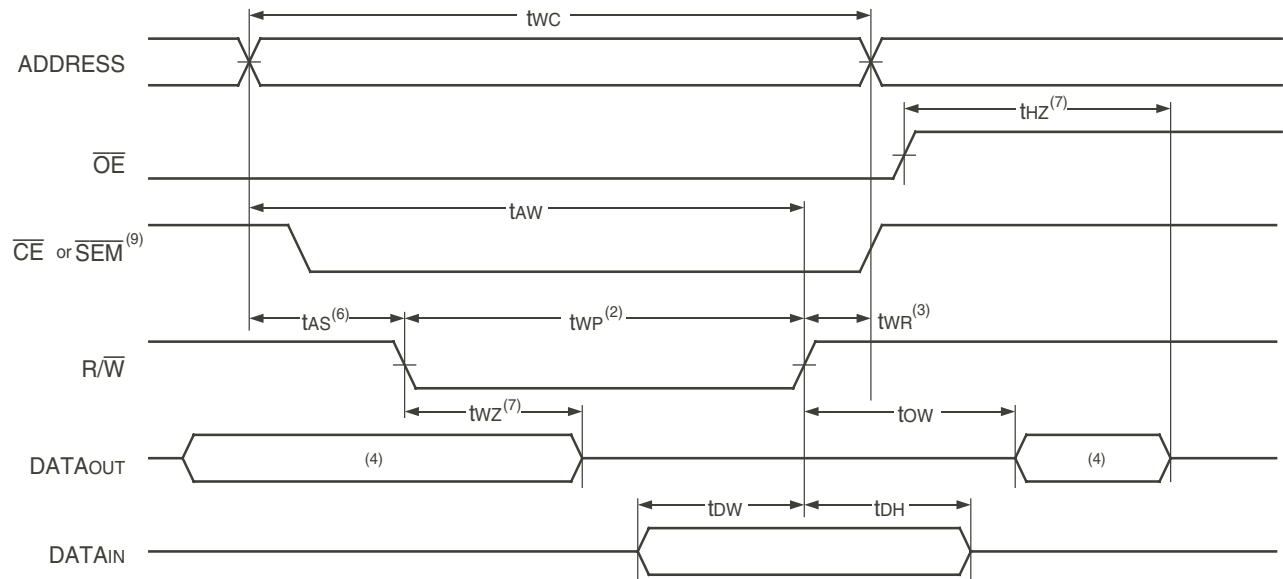 tWC
ADDRESS
tHZ(7)
OE
tAW
CE or SEM(9)
tAS(6) tWP(2) tWR(3)
R/W
tWZ(7) tOW
DATAOUT (4) (4)
tDW tDH
DATAIN